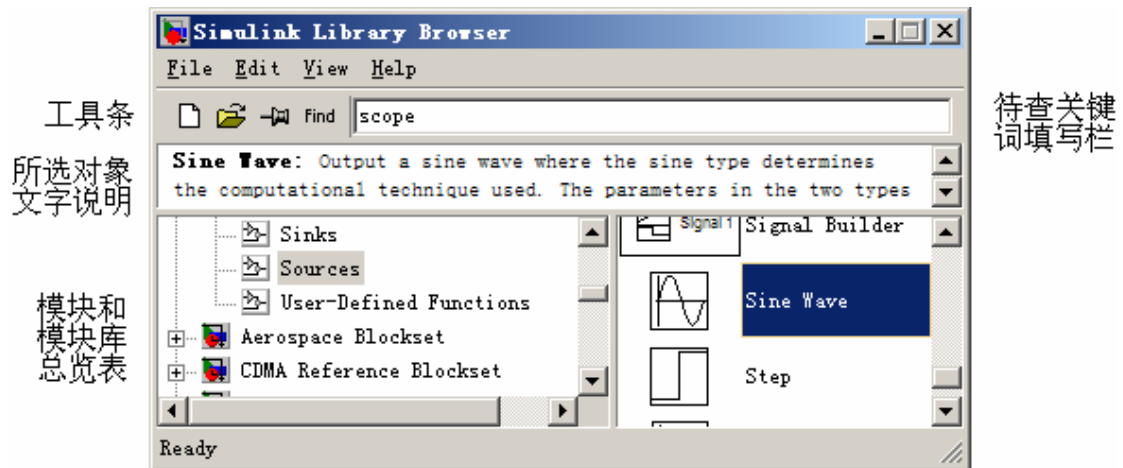 Simulink Library Browser
File Edit View Help
工具条
Find scope
待查关键
词填写栏
所选对象
文字说明
Sine Wave: Output a sine wave where the sine type determines
the computational technique used. The parameters in the two types
模块和
模块库
总览表
Sinks
Sources
User-Defined Functions
Aerospace Blockset
CDMA Reference Blockset
Signal 1 Signal Builder
Sine Wave
Step
Ready